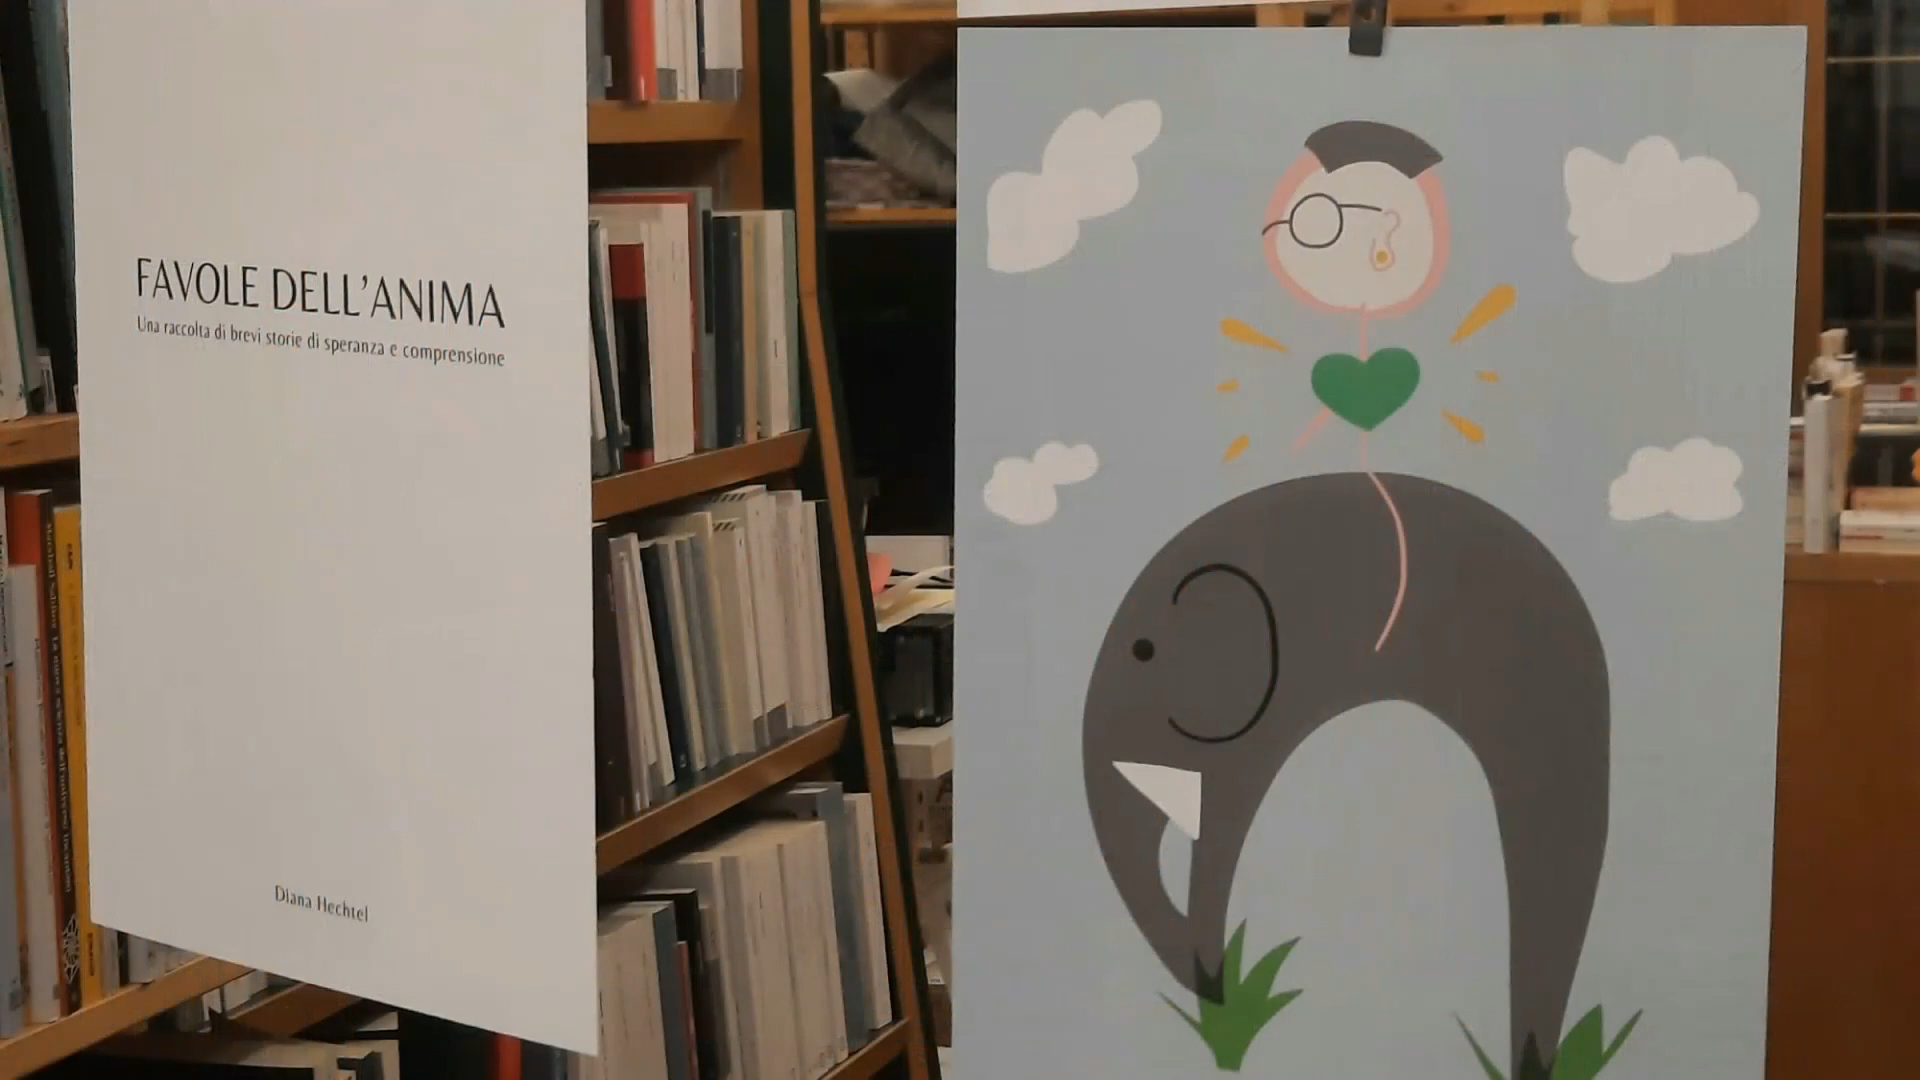 FAVOLE DELL'ANIMA
Una raccolta di brevi storie di speranza e comprensione
Diana Hechtel